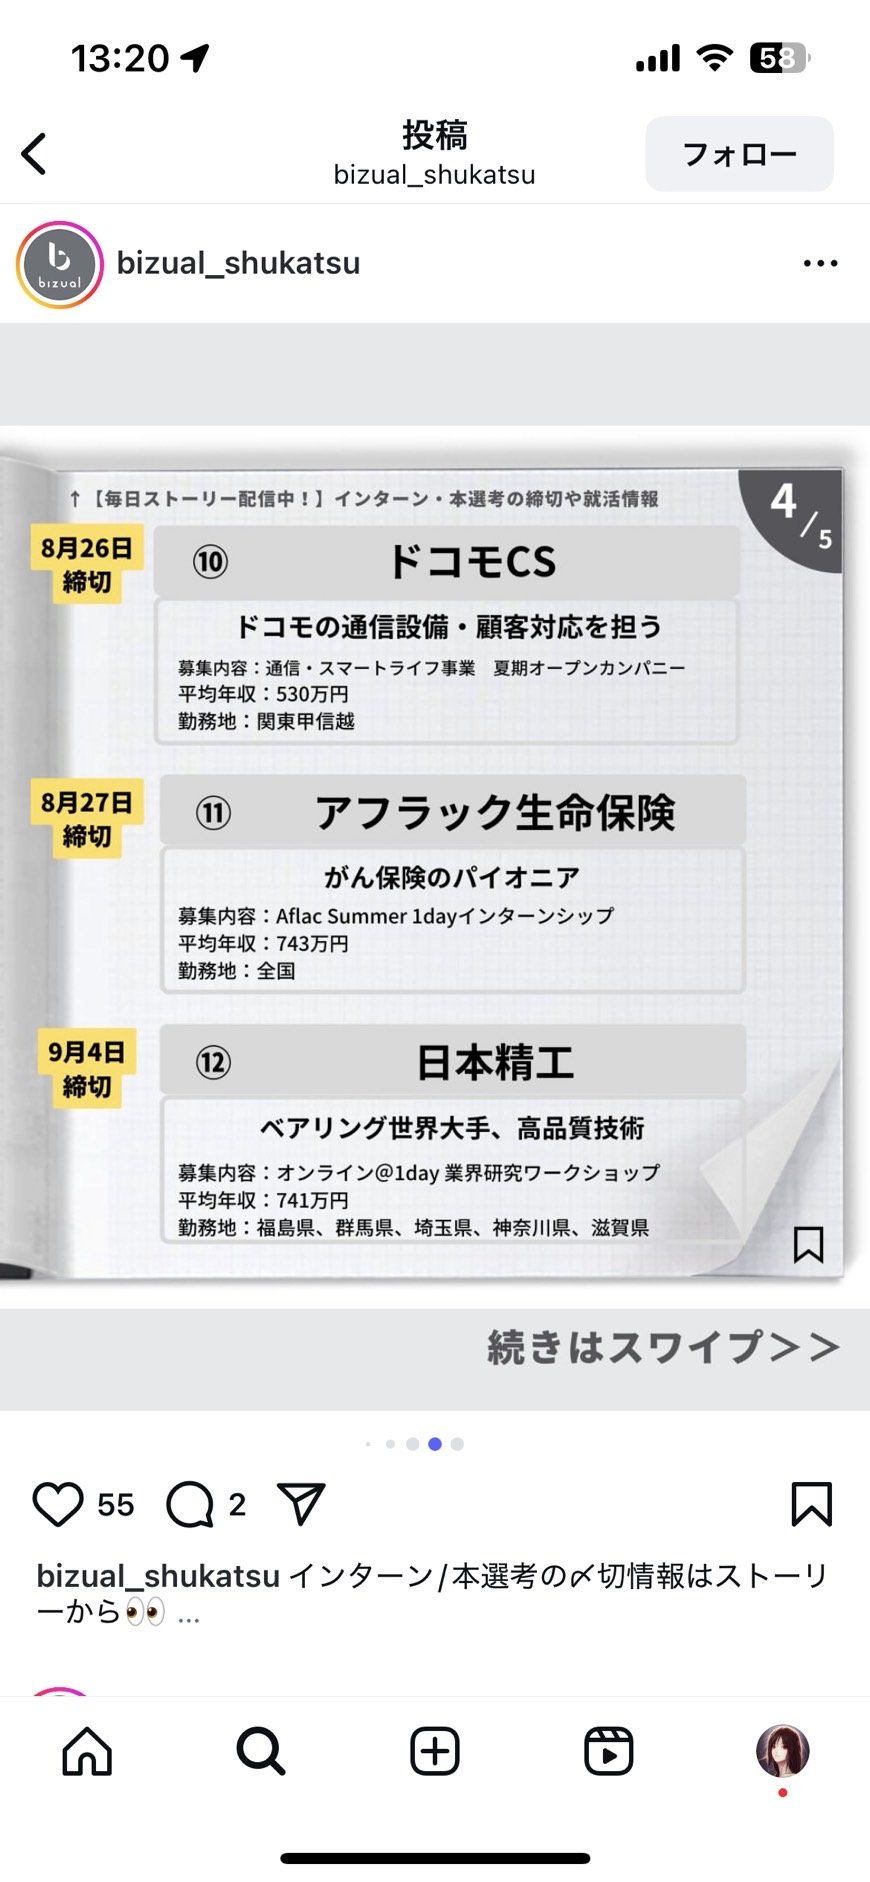 13:20
58
投稿
bizual_shukatsu
フォロー
bizual
bizual_shukatsu
↑【毎日ストーリー配信中！】インターン・本選考の締切や就活情報
4/5
8月26日
締切
⑩ ドコモCS
ドコモの通信設備・顧客対応を担う
募集内容：通信・スマートライフ事業　夏期オープンカンパニー
平均年収：530万円
勤務地：関東甲信越
8月27日
締切
⑪ アフラック生命保険
がん保険のパイオニア
募集内容：Aflac Summer 1dayインターンシップ
平均年収：743万円
勤務地：全国
9月4日
締切
⑫ 日本精工
ベアリング世界大手、高品質技術
募集内容：オンライン@1day 業界研究ワークショップ
平均年収：741万円
勤務地：福島県、群馬県、埼玉県、神奈川県、滋賀県
続きはスワイプ＞＞
55
2
bizual_shukatsu インターン/本選考の〆切情報はストーリ
ーから👀 ...